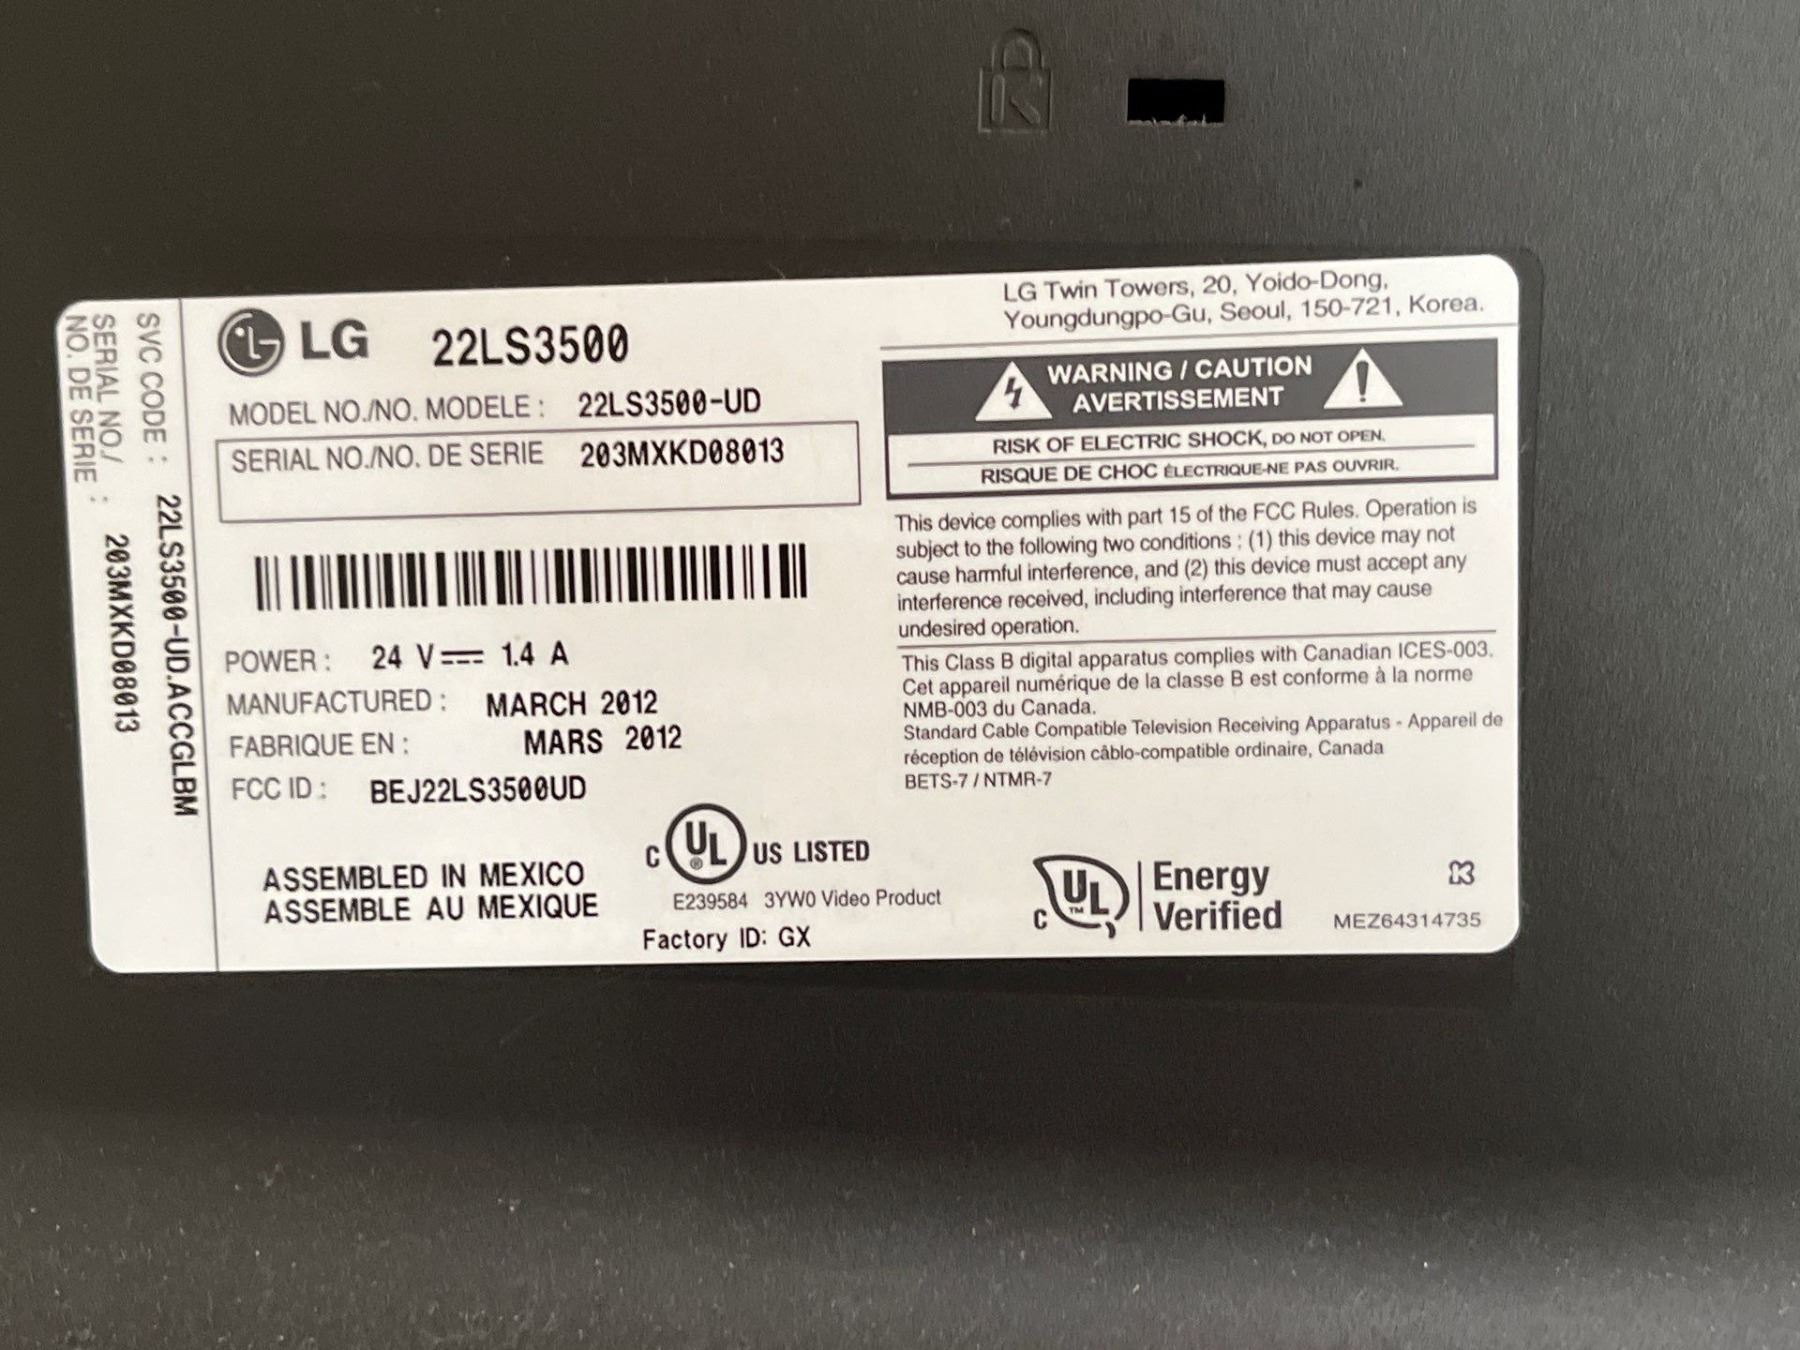 LG 22LS3500
MODEL NO./NO. MODELE : 22LS3500-UD
SERIAL NO./NO. DE SERIE 203MXKD08013
POWER : 24 V 1.4 A
MANUFACTURED : MARCH 2012
FABRIQUE EN : MARS 2012
FCC ID : BEJ22LS3500UD
ASSEMBLED IN MEXICO
ASSEMBLE AU MEXIQUE
C UL ® US LISTED
E239584 3YW0 Video Product
Factory ID: GX
LG Twin Towers, 20, Yoido-Dong,
Youngdungpo-Gu, Seoul, 150-721, Korea.
WARNING / CAUTION
AVERTISSEMENT
RISK OF ELECTRIC SHOCK, DO NOT OPEN.
RISQUE DE CHOC ÉLECTRIQUE-NE PAS OUVRIR.
This device complies with part 15 of the FCC Rules. Operation is
subject to the following two conditions : (1) this device may not
cause harmful interference, and (2) this device must accept any
interference received, including interference that may cause
undesired operation.
This Class B digital apparatus complies with Canadian ICES-003.
Cet appareil numérique de la classe B est conforme à la norme
NMB-003 du Canada.
Standard Cable Compatible Television Receiving Apparatus - Appareil de
réception de télévision câblo-compatible ordinaire, Canada
BETS-7 / NTMR-7
C UL ™ Energy
Verified
MEZ64314735
SVC CODE : 22LS3500-UD.ACCGLBM
SERIAL NO./
NO. DE SERIE : 203MXKD08013